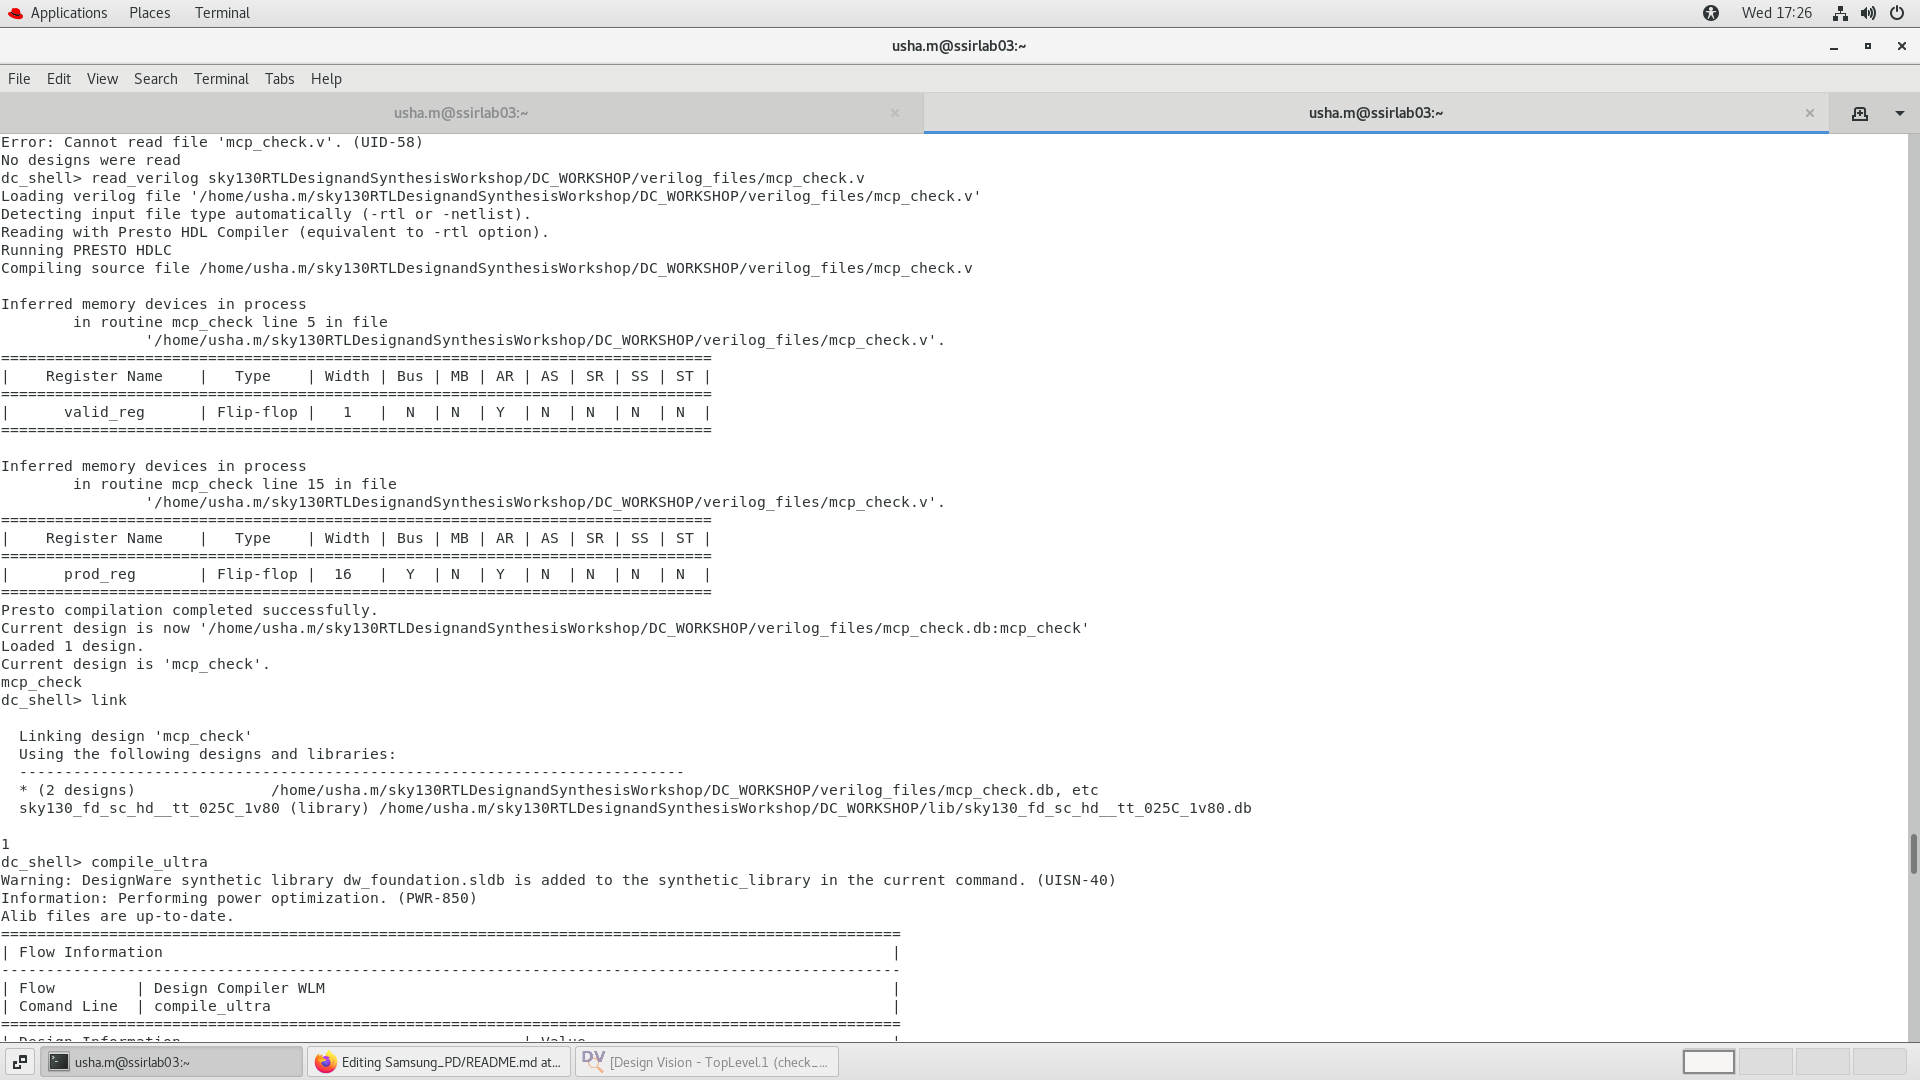 Applications Places Terminal Wed 17:26
usha.m@ssirlab03:~
File Edit View Search Terminal Tabs Help
usha.m@ssirlab03:~ × usha.m@ssirlab03:~ ×
Error: Cannot read file 'mcp_check.v'. (UID-58)
No designs were read
dc_shell> read_verilog sky130RTLDesignandSynthesisWorkshop/DC_WORKSHOP/verilog_files/mcp_check.v
Loading verilog file '/home/usha.m/sky130RTLDesignandSynthesisWorkshop/DC_WORKSHOP/verilog_files/mcp_check.v'
Detecting input file type automatically (-rtl or -netlist).
Reading with Presto HDL Compiler (equivalent to -rtl option).
Running PRESTO HDLC
Compiling source file /home/usha.m/sky130RTLDesignandSynthesisWorkshop/DC_WORKSHOP/verilog_files/mcp_check.v
Inferred memory devices in process
in routine mcp_check line 5 in file
'/home/usha.m/sky130RTLDesignandSynthesisWorkshop/DC_WORKSHOP/verilog_files/mcp_check.v'.
===============================================================================
| Register Name | Type | Width | Bus | MB | AR | AS | SR | SS | ST |
===============================================================================
| valid_reg | Flip-flop | 1 | N | N | Y | N | N | N | N |
===============================================================================
Inferred memory devices in process
in routine mcp_check line 15 in file
'/home/usha.m/sky130RTLDesignandSynthesisWorkshop/DC_WORKSHOP/verilog_files/mcp_check.v'.
===============================================================================
| Register Name | Type | Width | Bus | MB | AR | AS | SR | SS | ST |
===============================================================================
| prod_reg | Flip-flop | 16 | Y | N | Y | N | N | N | N |
===============================================================================
Presto compilation completed successfully.
Current design is now '/home/usha.m/sky130RTLDesignandSynthesisWorkshop/DC_WORKSHOP/verilog_files/mcp_check.db:mcp_check'
Loaded 1 design.
Current design is 'mcp_check'.
mcp_check
dc_shell> link
Linking design 'mcp_check'
Using the following designs and libraries:
--------------------------------------------------------------------------
* (2 designs) /home/usha.m/sky130RTLDesignandSynthesisWorkshop/DC_WORKSHOP/verilog_files/mcp_check.db, etc
sky130_fd_sc_hd__tt_025C_1v80 (library) /home/usha.m/sky130RTLDesignandSynthesisWorkshop/DC_WORKSHOP/lib/sky130_fd_sc_hd__tt_025C_1v80.db
1
dc_shell> compile_ultra
Warning: DesignWare synthetic library dw_foundation.sldb is added to the synthetic_library in the current command. (UISN-40)
Information: Performing power optimization. (PWR-850)
Alib files are up-to-date.
====================================================================================================
| Flow Information |
----------------------------------------------------------------------------------------------------
| Flow | Design Compiler WLM |
| Comand Line | compile_ultra |
====================================================================================================
| Design Information | Value |
usha.m@ssirlab03:~ Editing Samsung_PD/README.md at... DV [Design Vision - TopLevel.1 (check_...